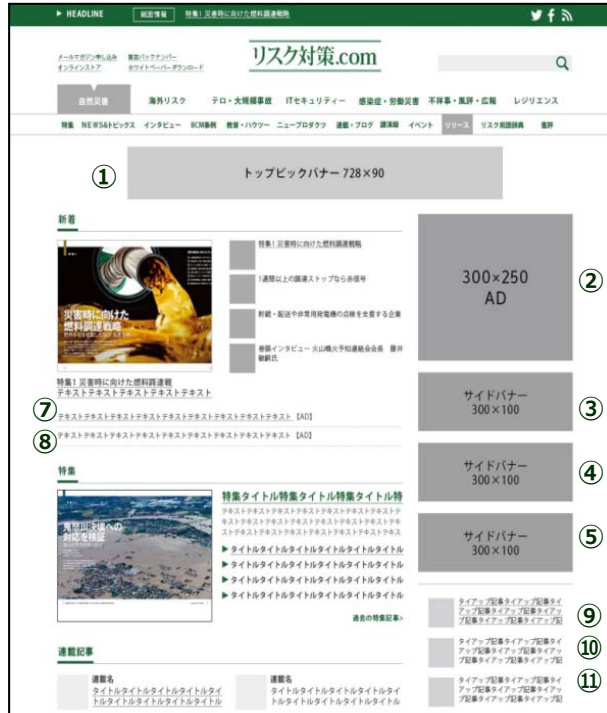 ▶ HEADLINE 紙面情報 特集1 災害時に向けた燃料調達戦略
メールマガジン申し込み 雑誌バックナンバー
オンラインストア ホワイトペーパーダウンロード
リスク対策.com
自然災害 海外リスク テロ・大規模事故 ITセキュリティー 感染症・労働災害 不祥事・風評・広報 レジリエンス
特集 NEWS&トピックス インタビュー BCM事例 教育・ハウツー ニュープロダクツ 連載・ブログ 講演録 イベント リリース リスク用語辞典 書評
① トップビックバナー 728×90
新着
特集1 災害時に向けた燃料調達戦略
1週間以上の調達ストップなら赤信号
貯蔵・配送や非常用発電機の点検を支援する企業
巻頭インタビュー 火山噴火予知連絡会会長 藤井
敏嗣氏
災害時に向けた
燃料調達戦略
特集1 災害時に向けた燃料調達戦
テキストテキストテキストテキストテキスト
⑦ テキストテキストテキストテキストテキストテキストテキストテキスト【AD】
⑧ テキストテキストテキストテキストテキストテキストテキストテキスト【AD】
300×250
AD
②
サイドバナー
300×100
③
サイドバナー
300×100
④
サイドバナー
300×100
⑤
特集
鬼怒川決壊への
対応を検証
特集タイトル特集タイトル特集タイトル特
テキストテキストテキストテキストテキストテキストテ
キストテキストテキストテキストテキストテキストテキ
ストテキストテキストテキストテキストテキストテキス
▶ タイトルタイトルタイトルタイトルタイトル
▶ タイトルタイトルタイトルタイトルタイトル
▶ タイトルタイトルタイトルタイトルタイトル
▶ タイトルタイトルタイトルタイトルタイトル
過去の特集記事>
タイアップ記事タイアップ記事タイ
アップ記事タイアップ記事タイアッ
プ記事タイアップ記事タイアップ記
⑨
タイアップ記事タイアップ記事タイ
アップ記事タイアップ記事タイアッ
プ記事タイアップ記事タイアップ記
⑩
タイアップ記事タイアップ記事タイ
アップ記事タイアップ記事タイアッ
プ記事タイアップ記事タイアップ記
⑪
連載記事
連載名
タイトルタイトルタイトルタイトルタイ
トルタイトルタイトルタイトルタイトル
連載名
タイトルタイトルタイトルタイトルタイ
トルタイトルタイトルタイトルタイトル